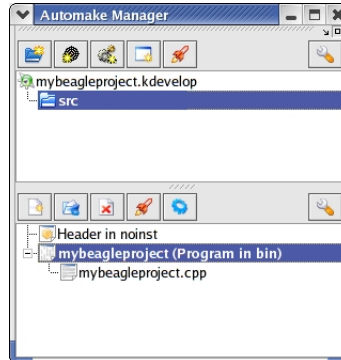 Automake Manager
mybeagleproject.kdevelop
src
Header in noinst
mybeagleproject (Program in bin)
mybeagleproject.cpp